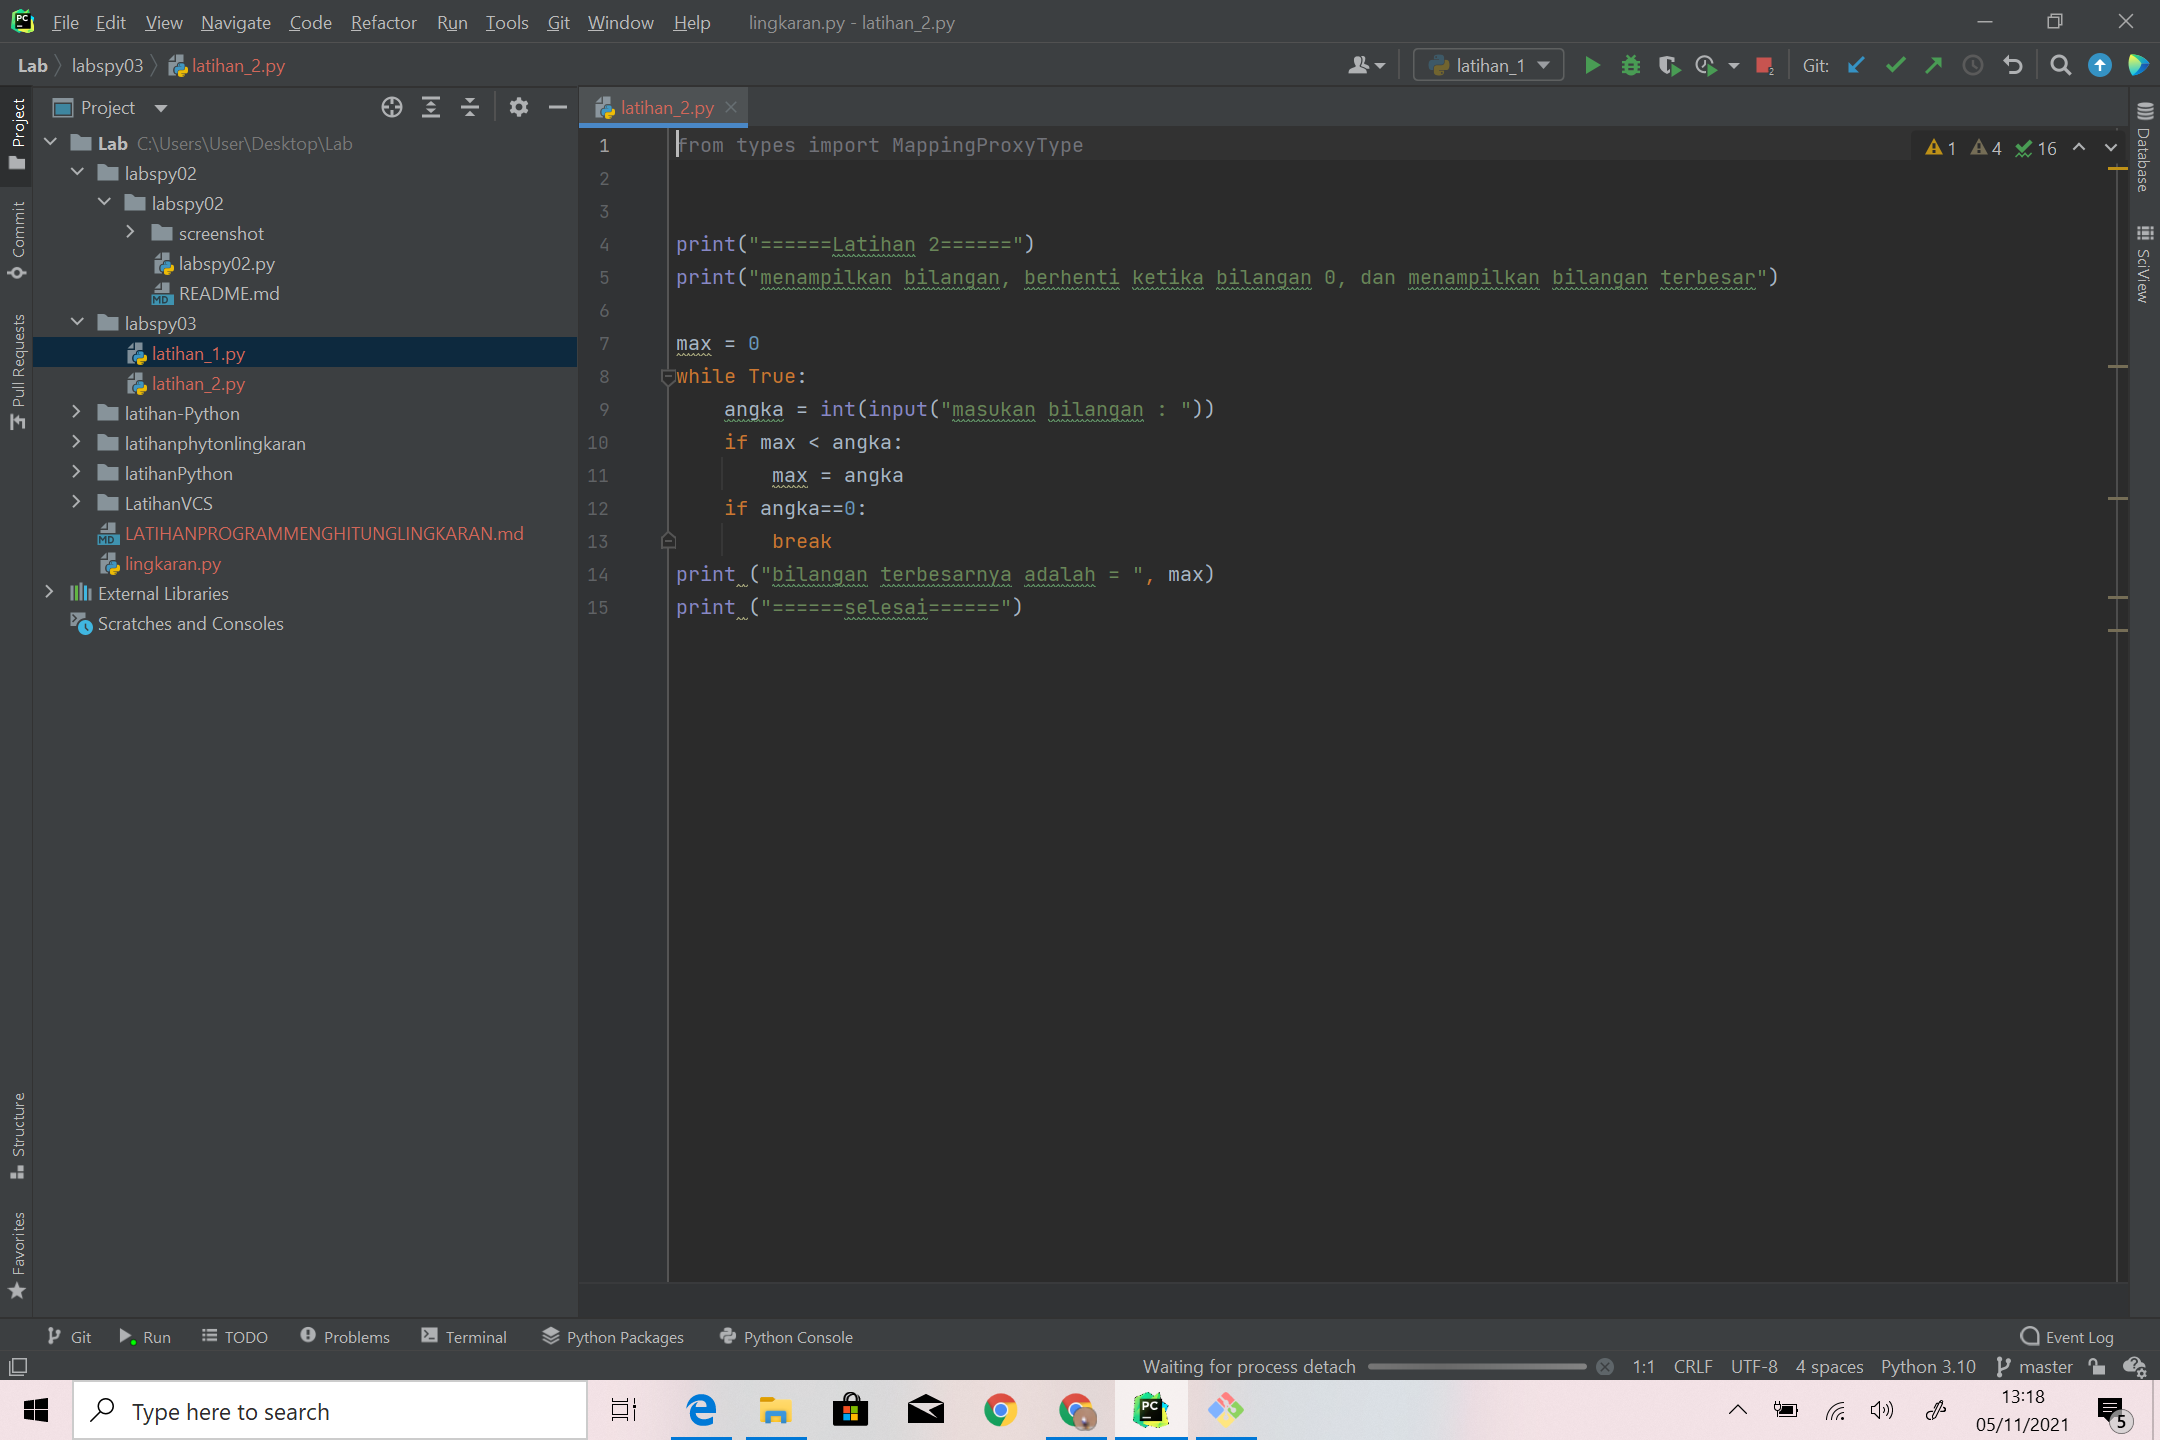 File Edit View Navigate Code Refactor Run Tools Git Window Help lingkaran.py - latihan_2.py
Lab labspy03 latihan_2.py latihan_1 Git:
Project
latihan_2.py
Lab C:\Users\User\Desktop\Lab
labspy02
labspy02
screenshot
labspy02.py
README.md
labspy03
latihan_1.py
latihan_2.py
latihan-Python
latihanphytonlingkaran
latihanPython
LatihanVCS
LATIHANPROGRAMMENGHITUNGLINGKARAN.md
lingkaran.py
External Libraries
Scratches and Consoles
Project
Commit
Pull Requests
Structure
Favorites
1 from types import MappingProxyType
2
3
4 print("======Latihan 2======")
5 print("menampilkan bilangan, berhenti ketika bilangan 0, dan menampilkan bilangan terbesar")
6
7 max = 0
8 while True:
9 angka = int(input("masukan bilangan : "))
10 if max < angka:
11 max = angka
12 if angka==0:
13 break
14 print ("bilangan terbesarnya adalah = ", max)
15 print ("======selesai======")
1 4 16
Database
SciView
Git Run TODO Problems Terminal Python Packages Python Console Event Log
Waiting for process detach 1:1 CRLF UTF-8 4 spaces Python 3.10 master
Type here to search
13:18
05/11/2021
5